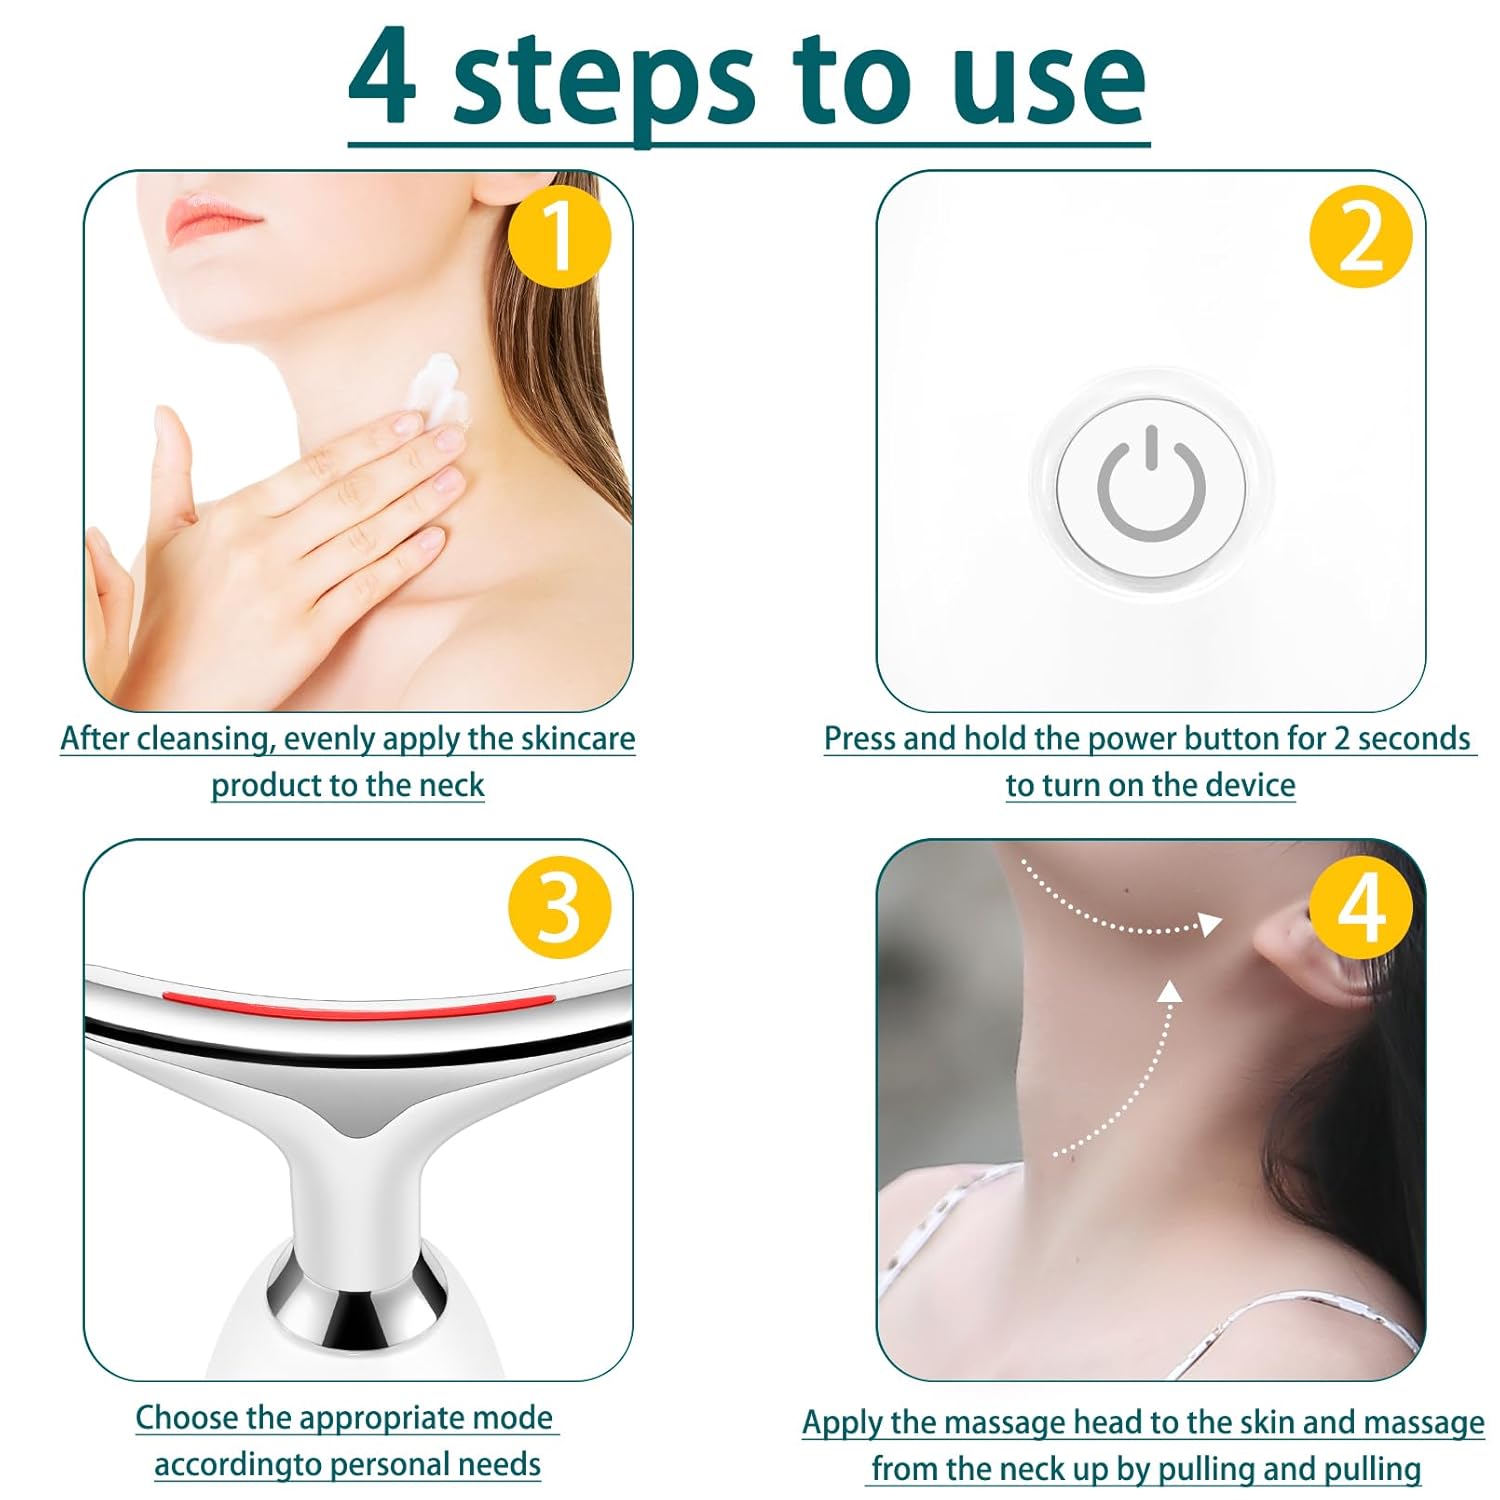 4 steps to use
1
2
After cleansing, evenly apply the skincare
product to the neck
Press and hold the power button for 2 seconds
to turn on the device
3
4
Choose the appropriate mode
accordingto personal needs
Apply the massage head to the skin and massage
from the neck up by pulling and pulling